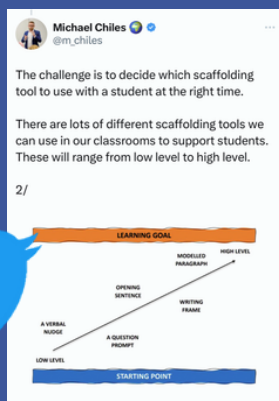 Michael Chiles
@m_chiles
The challenge is to decide which scaffolding
tool to use with a student at the right time.
There are lots of different scaffolding tools we
can use in our classrooms to support students.
These will range from low level to high level.
2/
LEARNING GOAL
HIGH LEVEL
MODELLED
PARAGRAPH
OPENING
SENTENCE
WRITING
FRAME
A VERBAL
NUDGE
A QUESTION
PROMPT
LOW LEVEL
STARTING POINT